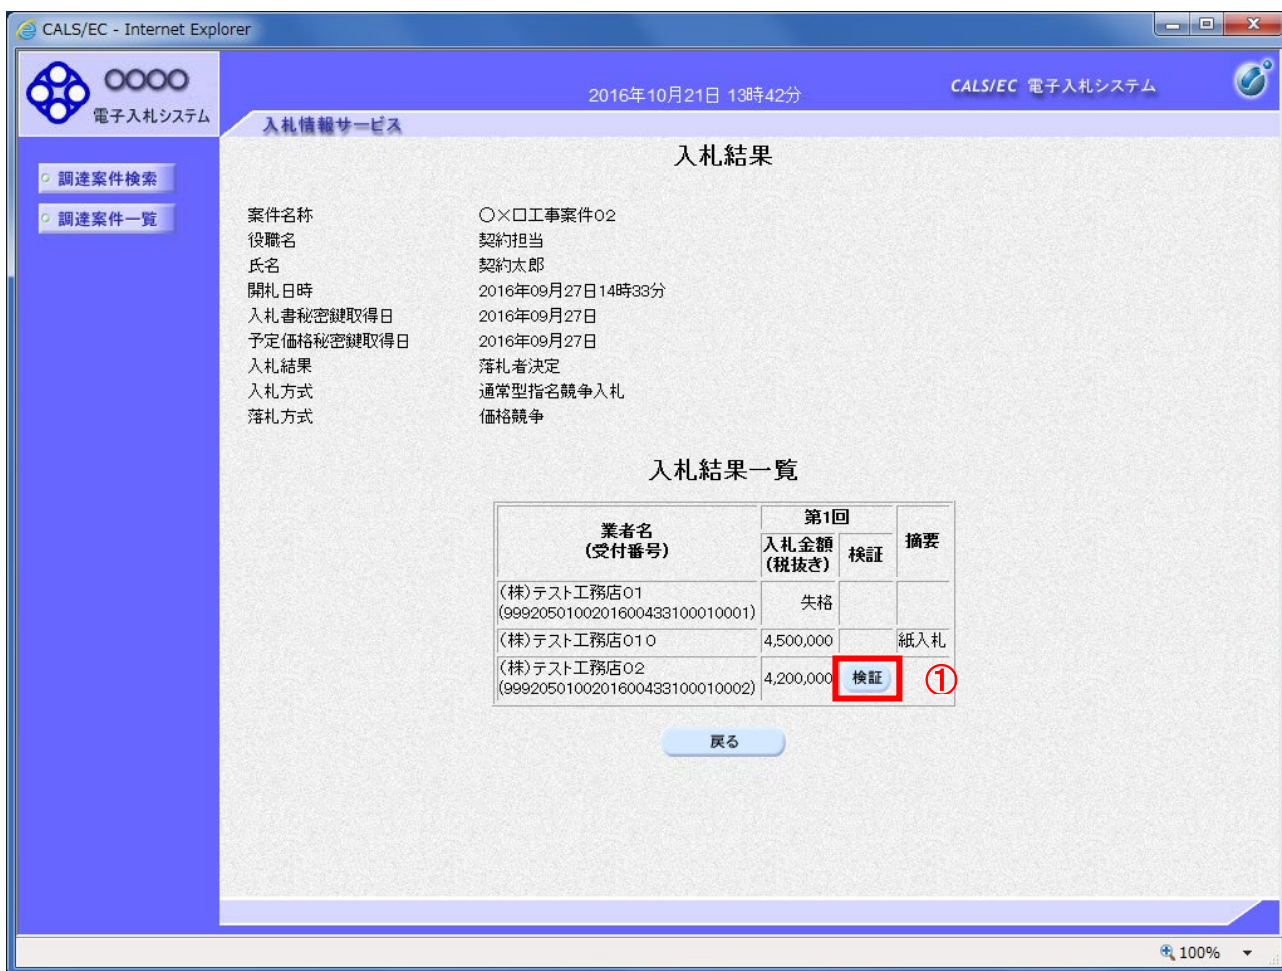 CALS/EC - Internet Explorer
〇〇〇〇
電子入札システム
2016年10月21日 13時42分
CALS/EC 電子入札システム
入札情報サービス
調達案件検索
調達案件一覧
入札結果
案件名称 〇×口工事案件02
役職名 契約担当
氏名 契約太郎
開札日時 2016年09月27日14時33分
入札書秘密鍵取得日 2016年09月27日
予定価格秘密鍵取得日 2016年09月27日
入札結果 落札者決定
入札方式 通常型指名競争入札
落札方式 価格競争
入札結果一覧
業者名
(受付番号)
第1回
入札金額
(税抜き)
検証
摘要
(株)テスト工務店01
(9992050100201600433100010001)
失格
(株)テスト工務店010 4,500,000 紙入札
(株)テスト工務店02
(9992050100201600433100010002)
4,200,000 検証 ①
戻る
100%